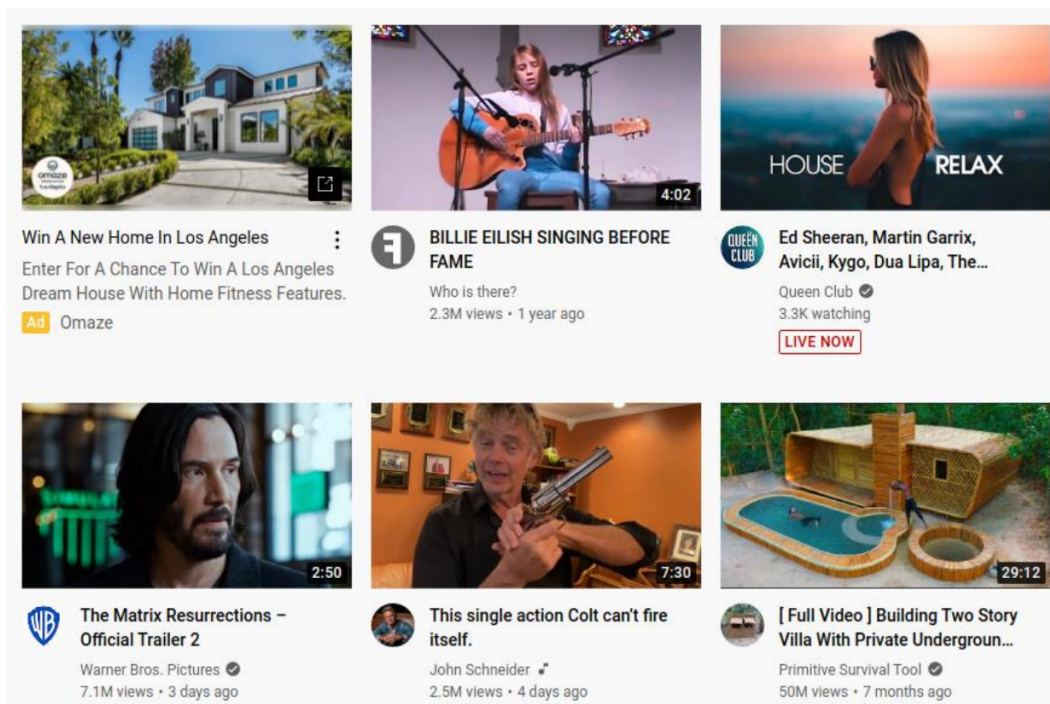 omaze
Los Angeles
4:02
HOUSE RELAX
Win A New Home In Los Angeles
Enter For A Chance To Win A Los Angeles
Dream House With Home Fitness Features.
Ad Omaze
BILLIE EILISH SINGING BEFORE
FAME
Who is there?
2.3M views • 1 year ago
QUEËN
CLUB
Ed Sheeran, Martin Garrix,
Avicii, Kygo, Dua Lipa, The...
Queen Club
3.3K watching
LIVE NOW
2:50
7:30
29:12
WB
The Matrix Resurrections –
Official Trailer 2
Warner Bros. Pictures
7.1M views • 3 days ago
This single action Colt can't fire
itself.
John Schneider
2.5M views • 4 days ago
[ Full Video ] Building Two Story
Villa With Private Undergroun...
Primitive Survival Tool
50M views • 7 months ago